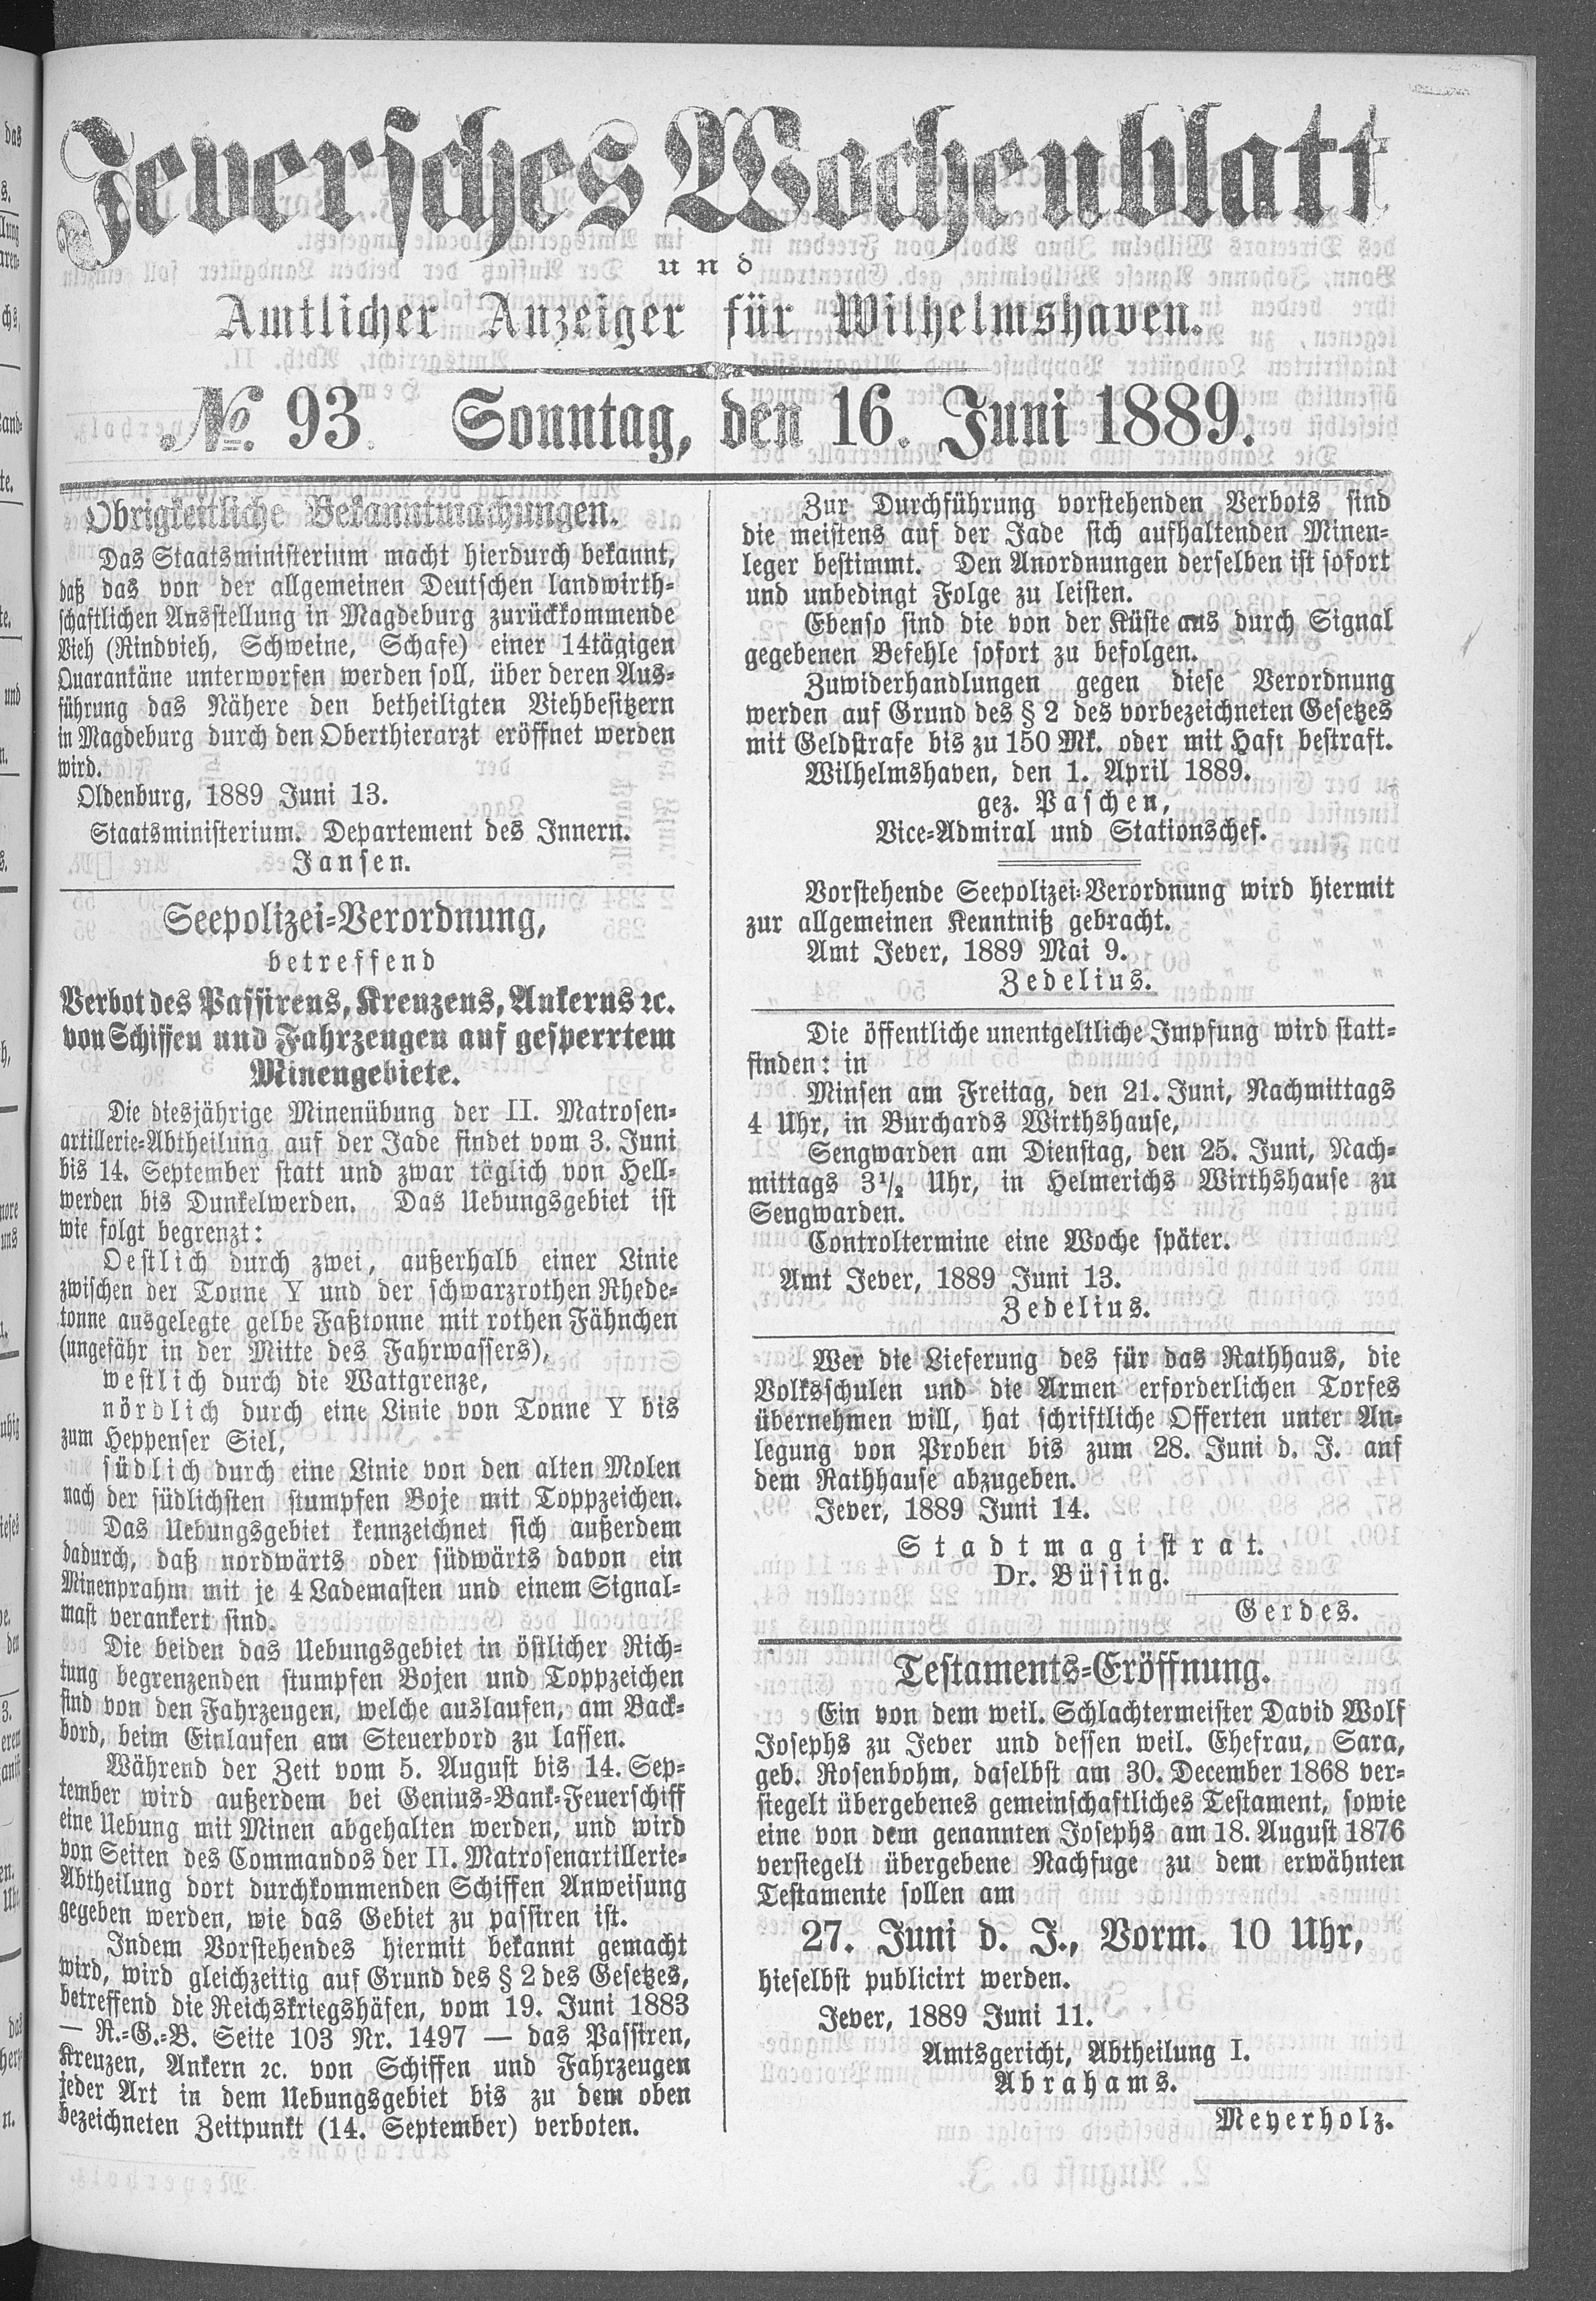 Jeversches Wochenblatt
und
Amtlicher Anzeiger für Wilhelmshaven.
№ 93. Sonntag, den 16. Juni 1889.
Obrigkeitliche Bekanntmachungen.
Das Staatsministerium macht hierdurch bekannt,
daß das von der allgemeinen Deutschen landwirth-
schaftlichen Ausstellung in Magdeburg zurückkommende
Vieh (Rindvieh, Schweine, Schafe) einer 14tägigen
Quarantäne unterworfen werden soll, über deren Aus-
führung das Nähere den betheiligten Viehbesitzern
in Magdeburg durch den Oberthierarzt eröffnet werden
wird.
Oldenburg, 1889 Juni 13.
Staatsministerium. Departement des Innern.
Jansen.
Seepolizei-Verordnung,
betreffend
Verbot des Passirens, Kreuzens, Ankerns ꝛc.
von Schiffen und Fahrzeugen auf gesperrtem
Minengebiete.
Die diesjährige Minenübung der II. Matrosen-
artillerie-Abtheilung auf der Jade findet vom 3. Juni
bis 14. September statt und zwar täglich von Hell-
werden bis Dunkelwerden. Das Uebungsgebiet ist
wie folgt begrenzt:
Oestlich durch zwei, außerhalb einer Linie
zwischen der Tonne Y und der schwarzrothen Rhede-
tonne ausgelegte gelbe Faßtonne mit rothen Fähnchen
(ungefähr in der Mitte des Fahrwassers),
westlich durch die Wattgrenze,
nördlich durch eine Linie von Tonne Y bis
zum Heppenser Siel,
südlich durch eine Linie von den alten Molen
nach der südlichsten stumpfen Boje mit Toppzeichen.
Das Uebungsgebiet kennzeichnet sich außerdem
dadurch, daß nordwärts oder südwärts davon ein
Minenprahm mit je 4 Lademasten und einem Signal-
mast verankert sind.
Die beiden das Uebungsgebiet in östlicher Rich-
tung begrenzenden stumpfen Bojen und Toppzeichen
sind von den Fahrzeugen, welche auslaufen, am Back-
bord, beim Einlaufen am Steuerbord zu lassen.
Während der Zeit vom 5. August bis 14. Sep-
tember wird außerdem bei Genius-Bank-Feuerschiff
eine Uebung mit Minen abgehalten werden, und wird
von Seiten des Commandos der II. Matrosenartillerie-
Abtheilung dort durchkommenden Schiffen Anweisung
gegeben werden, wie das Gebiet zu passiren ist.
Indem Vorstehendes hiermit bekannt gemacht
wird, wird gleichzeitig auf Grund des § 2 des Gesetzes,
betreffend die Reichskriegshäfen, vom 19. Juni 1883
— R.-G.-B. Seite 103 Nr. 1497 — das Passiren,
Kreuzen, Ankern ꝛc. von Schiffen und Fahrzeugen
jeder Art in dem Uebungsgebiet bis zu dem oben
bezeichneten Zeitpunkt (14. September) verboten.
Zur Durchführung vorstehenden Verbots sind
die meistens auf der Jade sich aufhaltenden Minen-
leger bestimmt. Den Anordnungen derselben ist sofort
und unbedingt Folge zu leisten.
Ebenso sind die von der Küste aus durch Signal
gegebenen Befehle sofort zu befolgen.
Zuwiderhandlungen gegen diese Verordnung
werden auf Grund des § 2 des vorbezeichneten Gesetzes
mit Geldstrafe bis zu 150 Mk. oder mit Haft bestraft.
Wilhelmshaven, den 1. April 1889.
gez. Paschen,
Vice-Admiral und Stationschef.
Vorstehende Seepolizei-Verordnung wird hiermit
zur allgemeinen Kenntniß gebracht.
Amt Jever, 1889 Mai 9.
Zedelius.
Die öffentliche unentgeltliche Impfung wird statt-
finden: in
Minsen am Freitag, den 21. Juni, Nachmittags
4 Uhr, in Burchards Wirthshause,
Sengwarden am Dienstag, den 25. Juni, Nach-
mittags 3½ Uhr, in Helmerichs Wirthshause zu
Sengwarden.
Controltermine eine Woche später.
Amt Jever, 1889 Juni 13.
Zedelius.
Wer die Lieferung des für das Rathhaus, die
Volksschulen und die Armen erforderlichen Torfes
übernehmen will, hat schriftliche Offerten unter An-
legung von Proben bis zum 28. Juni d. J. auf
dem Rathhause abzugeben.
Jever, 1889 Juni 14.
Stadtmagistrat.
Dr. Büsing.
Gerdes.
Testaments-Eröffnung.
Ein von dem weil. Schlachtermeister David Wolf
Josephs zu Jever und dessen weil. Ehefrau, Sara,
geb. Rosenbohm, daselbst am 30. December 1868 ver-
siegelt übergebenes gemeinschaftliches Testament, sowie
eine von dem genannten Josephs am 18. August 1876
versiegelt übergebene Nachfuge zu dem erwähnten
Testamente sollen am
27. Juni d. J., Vorm. 10 Uhr,
hieselbst publicirt werden.
Jever, 1889 Juni 11.
Amtsgericht, Abtheilung I.
Abrahams.
Meyerholz.